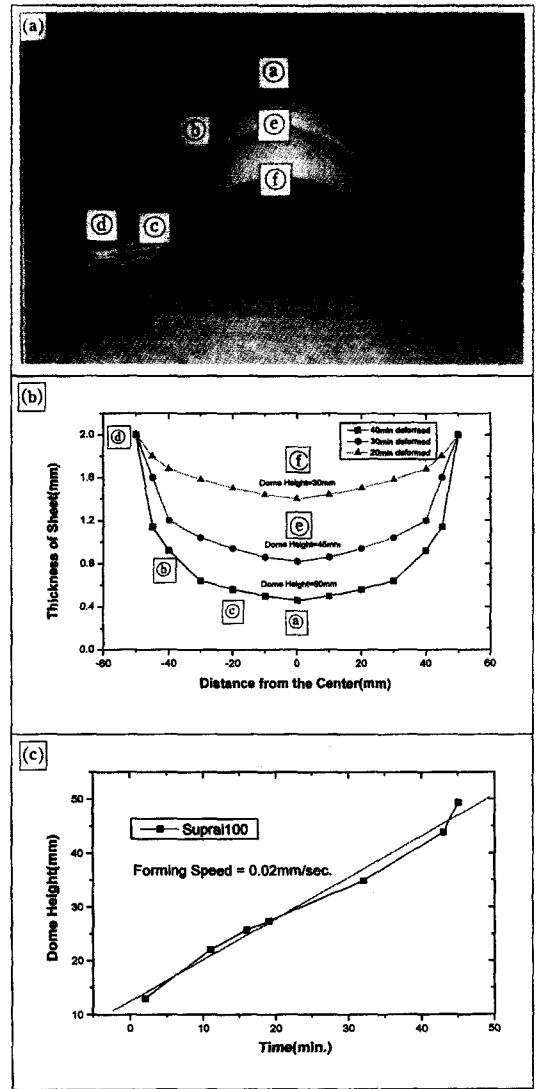 (a)
ⓐ
ⓔ
ⓑ
ⓕ
ⓓ ⓒ
(b)
2.0
ⓓ
40min deformed
30min deformed
20min deformed
ⓕ
1.6
Dome Height=30mm
Thickness of Sheet(mm)
1.2
ⓔ
Dome Height=45mm
0.8
ⓑ
Dome Height=60mm
0.4
ⓒ
ⓐ
0.0
-60 -40 -20 0 20 40 60
Distance from the Center(mm)
(c)
50
Supral100
40
Forming Speed = 0.02mm/sec.
Dome Height(mm)
30
20
10
0 10 20 30 40 50
Time(min.)